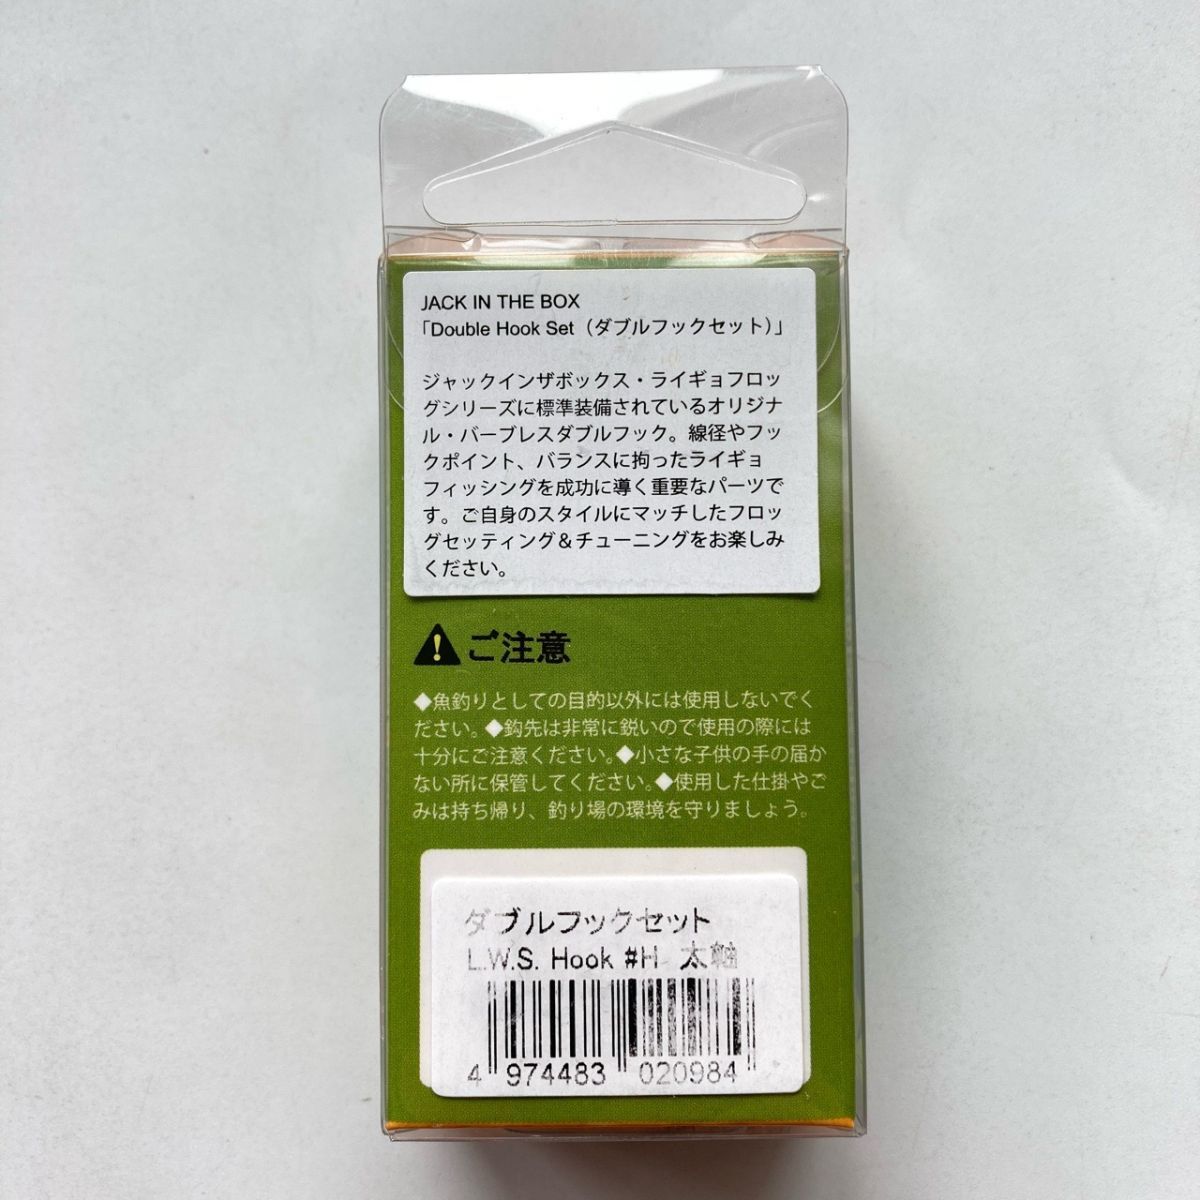 JACK IN THE BOX
「Double Hook Set（ダブルフックセット）」
ジャックインザボックス・ライギョフロッ
グシリーズに標準装備されているオリジナ
ル・バーブレスダブルフック。線径やフッ
クポイント、バランスに拘ったライギョ
フィッシングを成功に導く重要なパーツで
す。ご自身のスタイルにマッチしたフロッ
グセッティング＆チューニングをお楽しみ
ください。
ご注意
◆魚釣りとしての目的以外には使用しないでく
ださい。◆鈎先は非常に鋭いので使用の際には
十分にご注意ください。◆小さな子供の手の届か
ない所に保管してください。◆使用した仕掛やご
みは持ち帰り、釣り場の環境を守りましょう。
ダブルフックセット
L.W.S. Hook #H 太軸
4 974483 020984